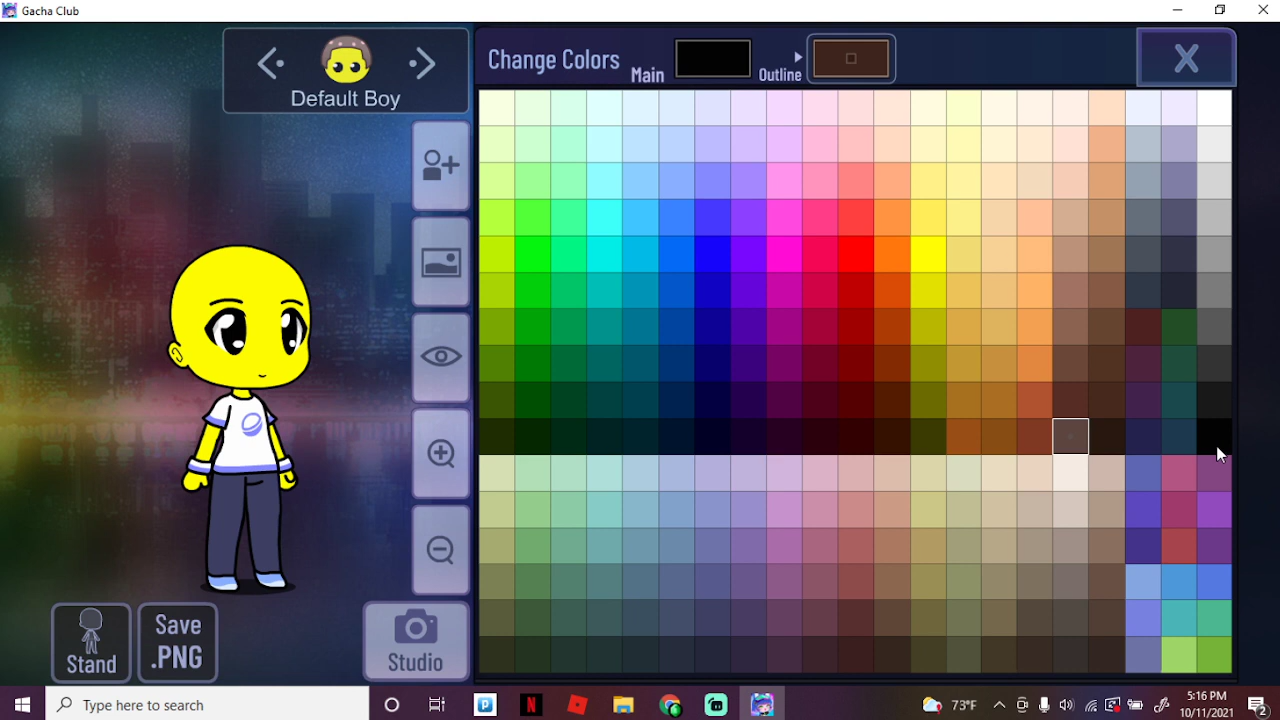 Gacha Club
Default Boy
Change Colors
Main
Outline
X
Stand
Save
.PNG
Studio
Type here to search
P
N
73°F
5:16 PM
10/11/2021
2